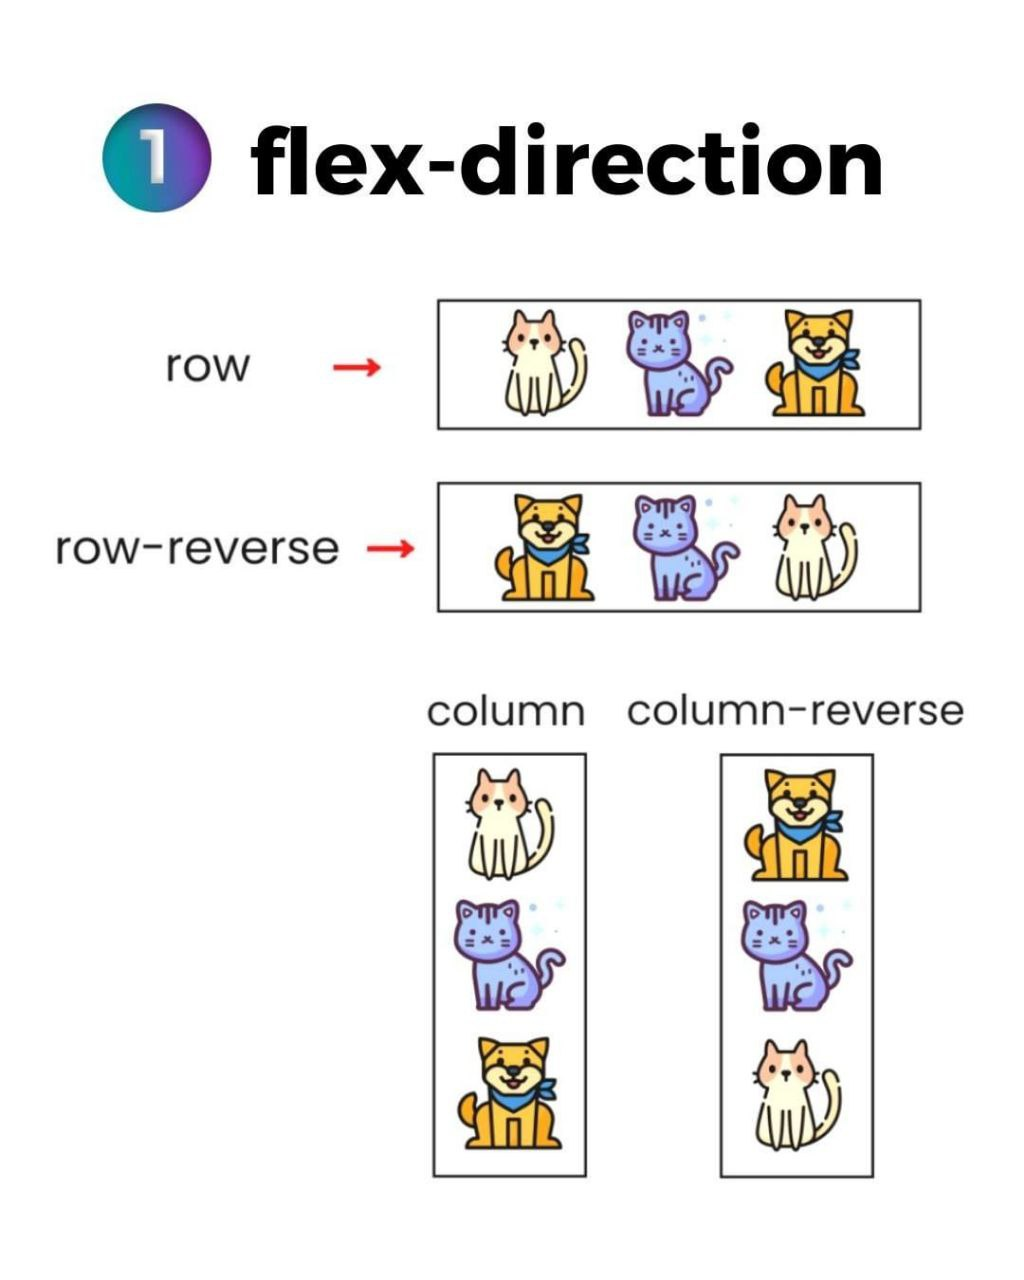 1 flex-direction
row →
row-reverse →
column column-reverse